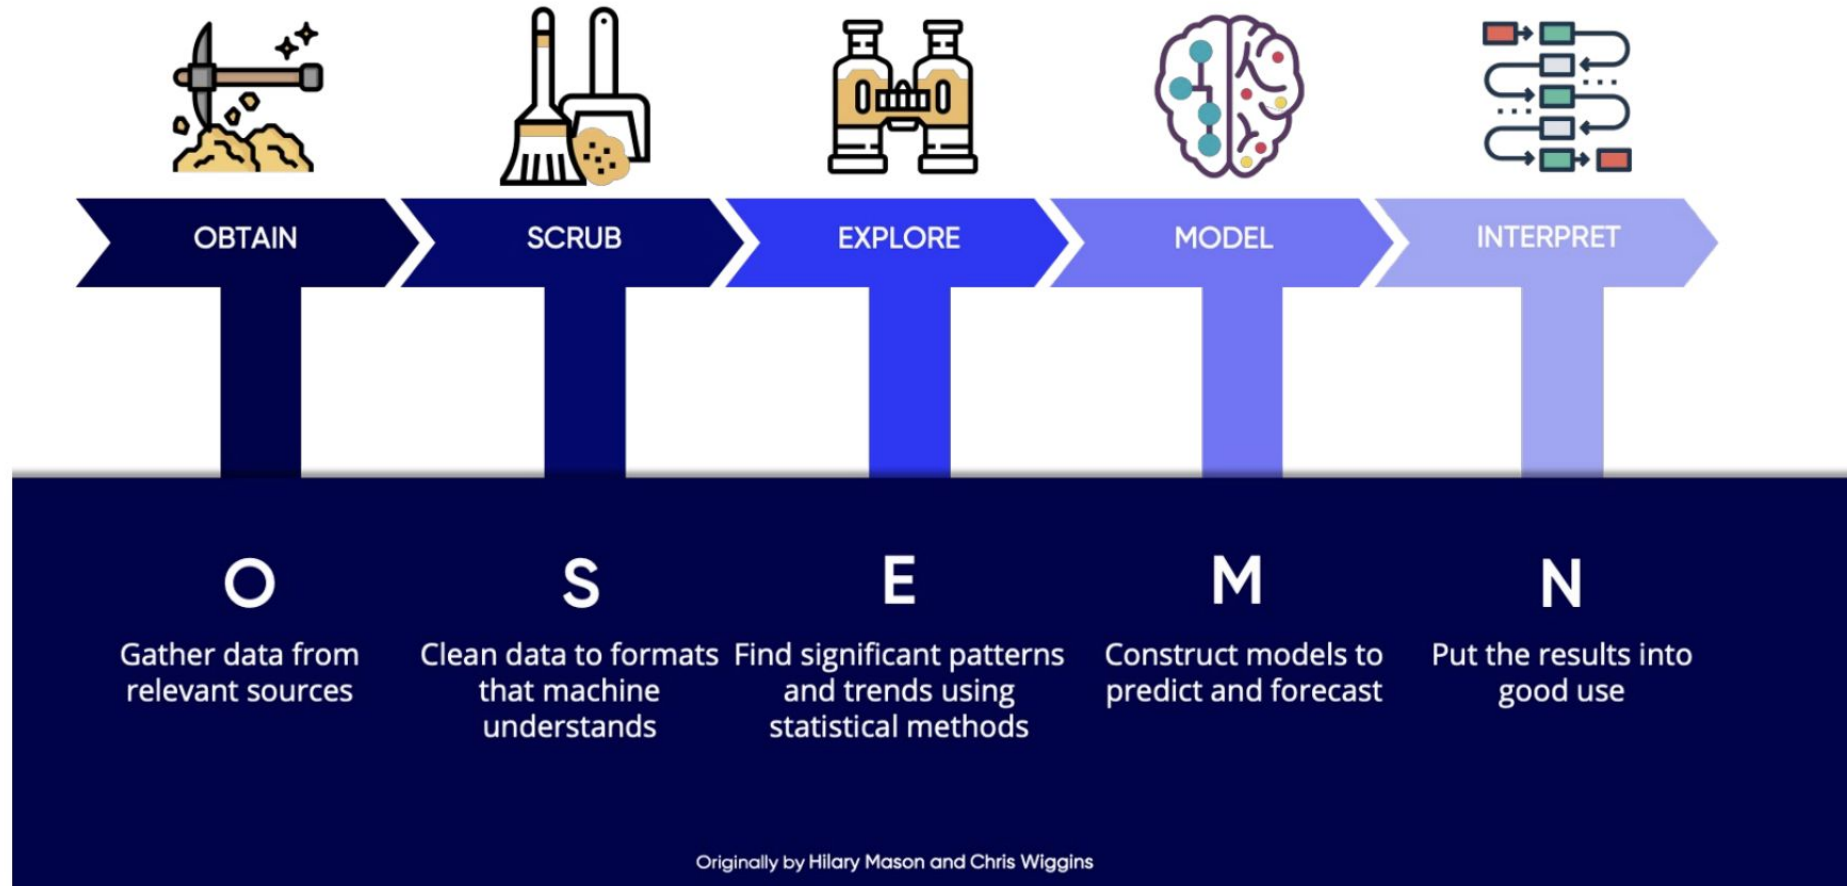 OBTAIN
SCRUB
EXPLORE
MODEL
INTERPRET
O
Gather data from
relevant sources
S
Clean data to formats
that machine
understands
E
Find significant patterns
and trends using
statistical methods
M
Construct models to
predict and forecast
N
Put the results into
good use
Originally by Hilary Mason and Chris Wiggins